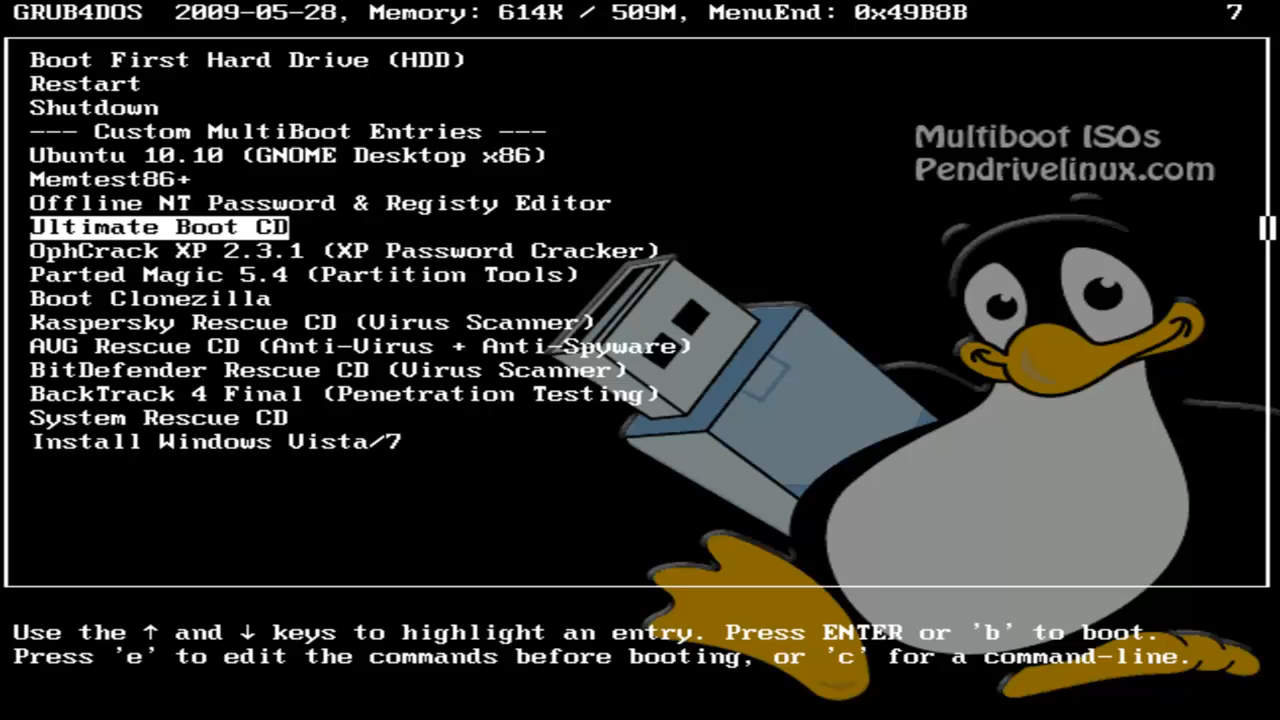 GRUB4DOS 2009-05-28, Memory: 614K / 509M, MenuEnd: 0x49B8B 7
Boot First Hard Drive (HDD)
Restart
Shutdown
--- Custom MultiBoot Entries ---
Multiboot ISOs
Pendrivelinux.com
Ubuntu 10.10 (GNOME Desktop x86)
Memtest86+
Offline NT Password & Registy Editor
Ultimate Boot CD
OphCrack XP 2.3.1 (XP Password Cracker)
Parted Magic 5.4 (Partition Tools)
Boot Clonezilla
Kaspersky Rescue CD (Virus Scanner)
AVG Rescue CD (Anti-Virus + Anti-Spyware)
BitDefender Rescue CD (Virus Scanner)
BackTrack 4 Final (Penetration Testing)
System Rescue CD
Install Windows Vista/7
Use the ↑ and ↓ keys to highlight an entry. Press ENTER or 'b' to boot.
Press 'e' to edit the commands before booting, or 'c' for a command-line.